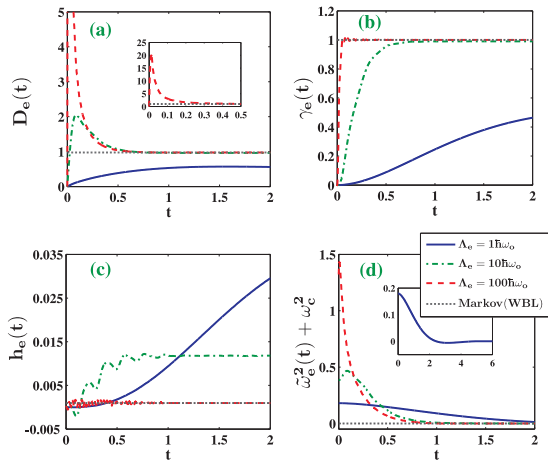 (a)
D_e(t)
5
4
3
2
1
0
0 0.5 1 1.5 2
t
25
20
15
10
5
0
0 0.1 0.2 0.3 0.4 0.5
(b)
γ_e(t)
1
0.8
0.6
0.4
0.2
0
0 0.5 1 1.5 2
t
(c)
h_e(t)
0.035
0.025
0.015
0.005
-0.005
0 0.5 1 1.5 2
t
(d)
ω̃_e^2(t) + ω_c^2
1.5
1
0.5
0
0 0.5 1 1.5 2
t
0.2
0.1
0
0 2 4 6
Λ_e = 1ħω_o
Λ_e = 10ħω_o
Λ_e = 100ħω_o
Markov(WBL)